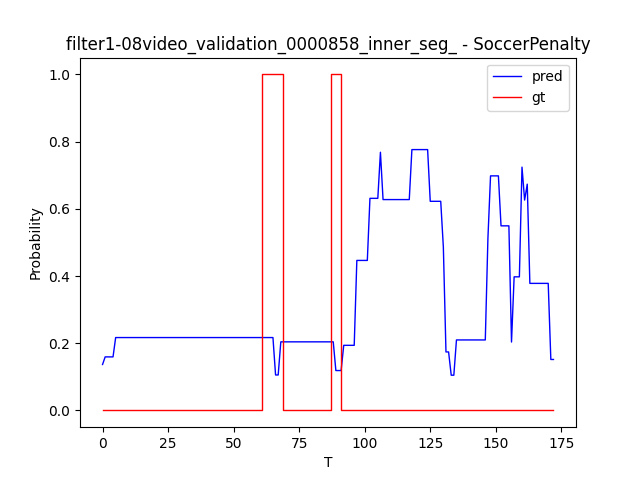 filter1-08video_validation_0000858_inner_seg_ - SoccerPenalty
pred
gt
1.0
0.8
0.6
0.4
0.2
0.0
Probability
0
25
50
75
100
125
150
175
T